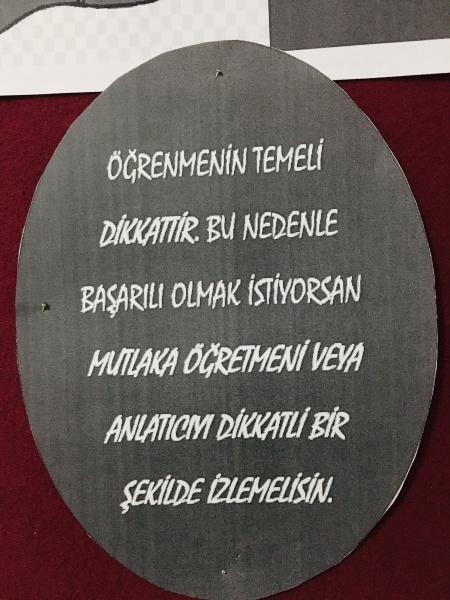 ÖĞRENMENİN TEMELİ
DİKKATTİR. BU NEDENLE
BAŞARILI OLMAK İSTİYORSAN
MUTLAKA ÖĞRETMENİ VEYA
ANLATICIYI DİKKATLİ BİR
ŞEKİLDE İZLEMELİSİN.